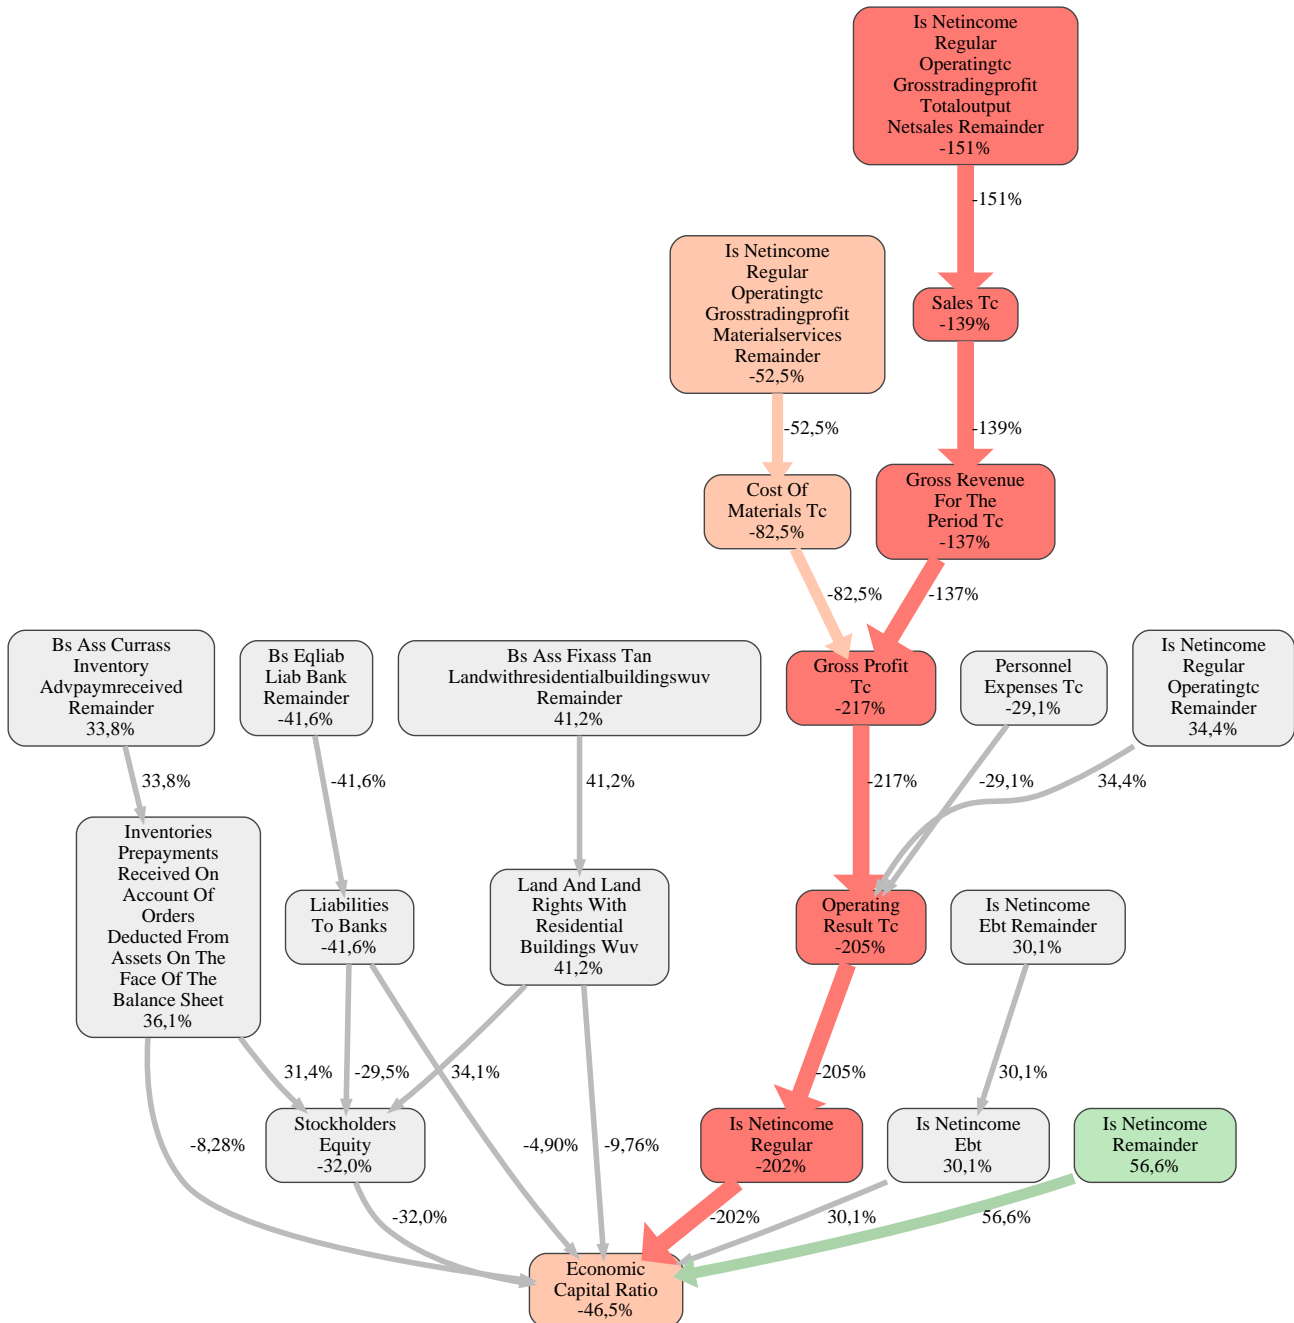 Is Netincome
Regular
Operatingtc
Grosstradingprofit
Totaloutput
Netsales Remainder
-151%
-151%
Is Netincome
Regular
Operatingtc
Grosstradingprofit
Materialservices
Remainder
-52,5%
Sales Tc
-139%
-52,5%
-139%
Cost Of
Materials Tc
-82,5%
Gross Revenue
For The
Period Tc
-137%
-82,5%
-137%
Bs Ass Currass
Inventory
Advpaymreceived
Remainder
33,8%
Bs Eqliab
Liab Bank
Remainder
-41,6%
Bs Ass Fixass Tan
Landwithresidentialbuildingswuv
Remainder
41,2%
Gross Profit
Tc
-217%
Personnel
Expenses Tc
-29,1%
Is Netincome
Regular
Operatingtc
Remainder
34,4%
33,8%
-41,6%
41,2%
-217%
-29,1%
34,4%
Inventories
Prepayments
Received On
Account Of
Orders
Deducted From
Assets On The
Face Of The
Balance Sheet
36,1%
Liabilities
To Banks
-41,6%
Land And Land
Rights With
Residential
Buildings Wuv
41,2%
Operating
Result Tc
-205%
Is Netincome
Ebt Remainder
30,1%
31,4%
-29,5%
34,1%
-205%
30,1%
Stockholders
Equity
-32,0%
Is Netincome
Regular
-202%
Is Netincome
Ebt
30,1%
Is Netincome
Remainder
56,6%
-8,28%
-4,90%
-9,76%
-32,0%
-202%
30,1%
56,6%
Economic
Capital Ratio
-46,5%